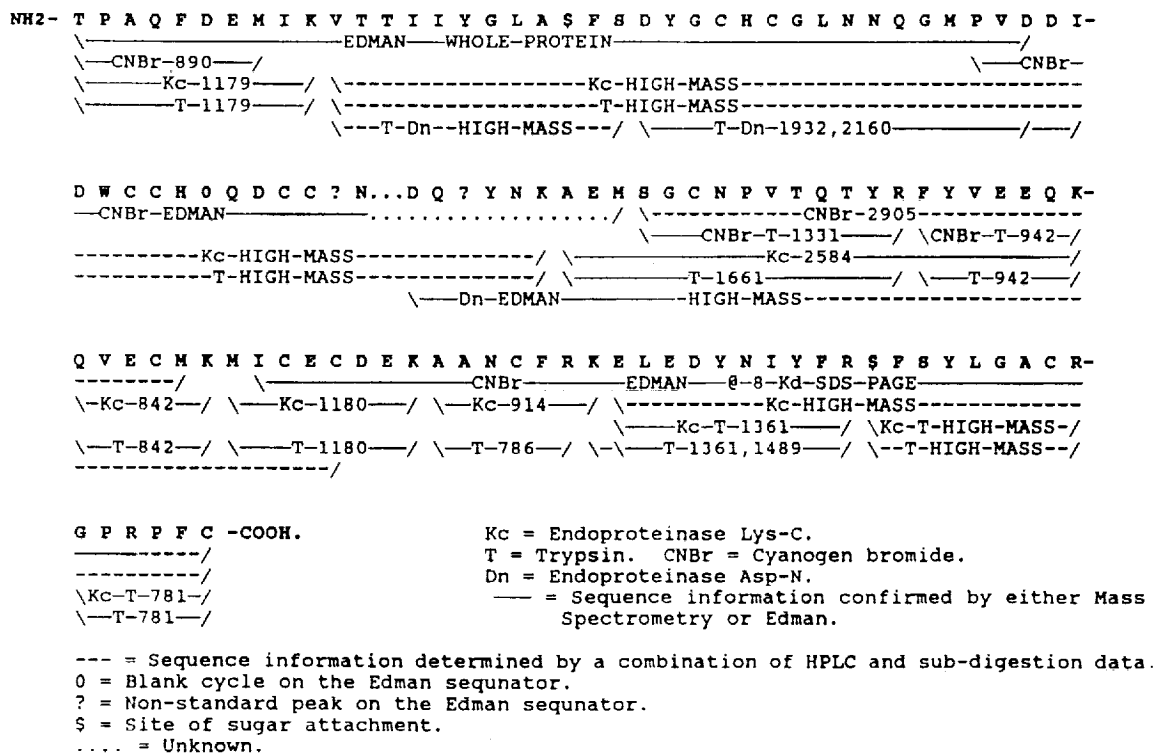 NH2- T P A Q F D E M I K V T T I I Y G L A $ F S D Y G C H C G L N N Q G M P V D D I-
\—————————————EDMAN——WHOLE-PROTEIN————————————————————/
\——CNBr-890———/ \——CNBr—
\————Kc-1179————/ \-------------------Kc-HIGH-MASS---------------------------
\————T-1179—————/ \--------------------T-HIGH-MASS---------------------------
\---T-Dn--HIGH-MASS---/ \————T-Dn-1932,2160—————————/——/
D W C C H 0 Q D C C ? N...D Q ? Y N K A E M S G C N P V T Q T Y R F Y V E E Q K-
——CNBr-EDMAN—————————.................../ \------------CNBr-2905------------
\————CNBr-T-1331————/ \CNBr-T-942-/
----------Kc-HIGH-MASS-------------/ \—————————————Kc-2584———————————————/
-----------T-HIGH-MASS-------------/ \————————T-1661—————————/ \———T-942——/
\———Dn-EDMAN—————————HIGH-MASS--------------------
Q V E C M K M I C E C D E K A A N C F R K E L E D Y N I Y F R $ F S Y L G A C R-
--------/ \—————————————CNBr———————EDMAN——@-8-Kd-SDS-PAGE——————————
\-Kc-842——/ \———Kc-1180———/ \——Kc-914———/ \----------Kc-HIGH-MASS------------
\————Kc-T-1361————/ \Kc-T-HIGH-MASS-/
\——T-842——/ \———T-1180————/ \——T-786——/ \-\———T-1361,1489————/ \--T-HIGH-MASS--/
--------------------/
G P R P F C -COOH.
——————————/
----------/
\Kc-T-781-/
\——T-781——/
Kc = Endoproteinase Lys-C.
T = Trypsin. CNBr = Cyanogen bromide.
Dn = Endoproteinase Asp-N.
—— = Sequence information confirmed by either Mass
Spectrometry or Edman.
--- = Sequence information determined by a combination of HPLC and sub-digestion data.
0 = Blank cycle on the Edman sequnator.
? = Non-standard peak on the Edman sequnator.
$ = Site of sugar attachment.
.... = Unknown.